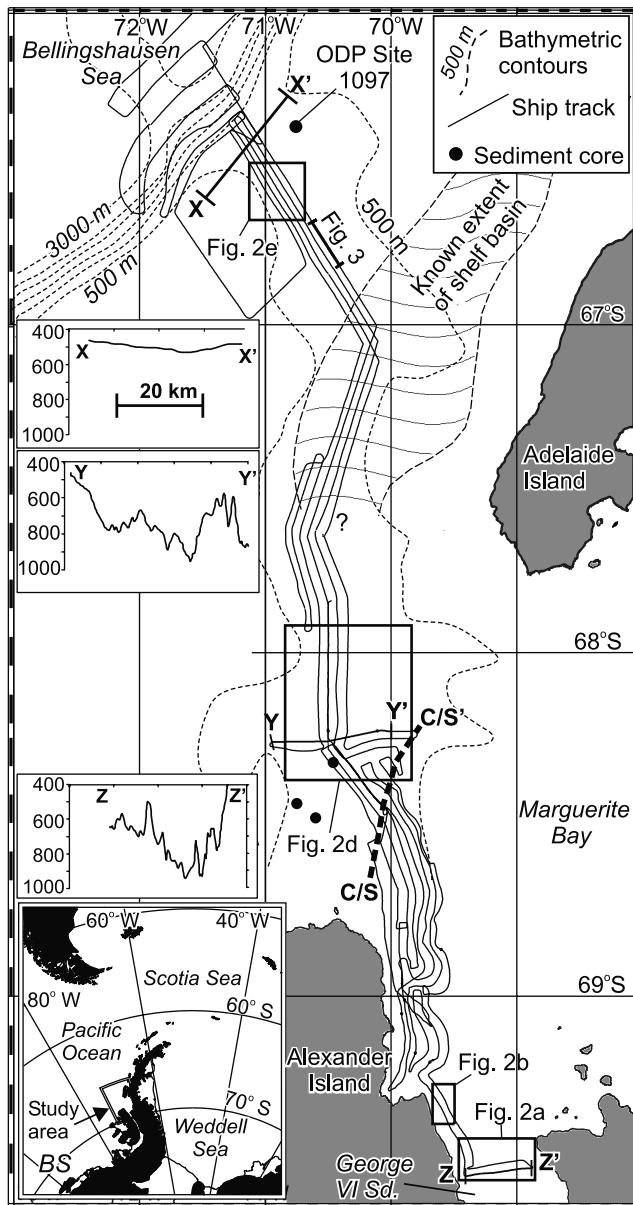 72°W
71°W
70°W
Bellingshausen
Sea
ODP Site
1097
500 m
Bathymetric
contours
Ship track
Sediment core
X'
X
3000 m
500 m
Fig. 2e
Fig. 3
500 m
Known extent
of shelf basin
67°S
400
600
800
1000
X
X'
20 km
Adelaide
Island
400
600
800
1000
Y
Y'
?
68°S
Y
Y'
C/S'
400
600
800
1000
Z
Z'
Fig. 2d
C/S
Marguerite
Bay
69°S
Alexander
Island
Fig. 2b
Fig. 2a
Z
Z'
George
VI Sd.
60°W
40°W
Scotia Sea
80°W
60°S
Pacific
Ocean
Study
area
70°S
Weddell
Sea
BS